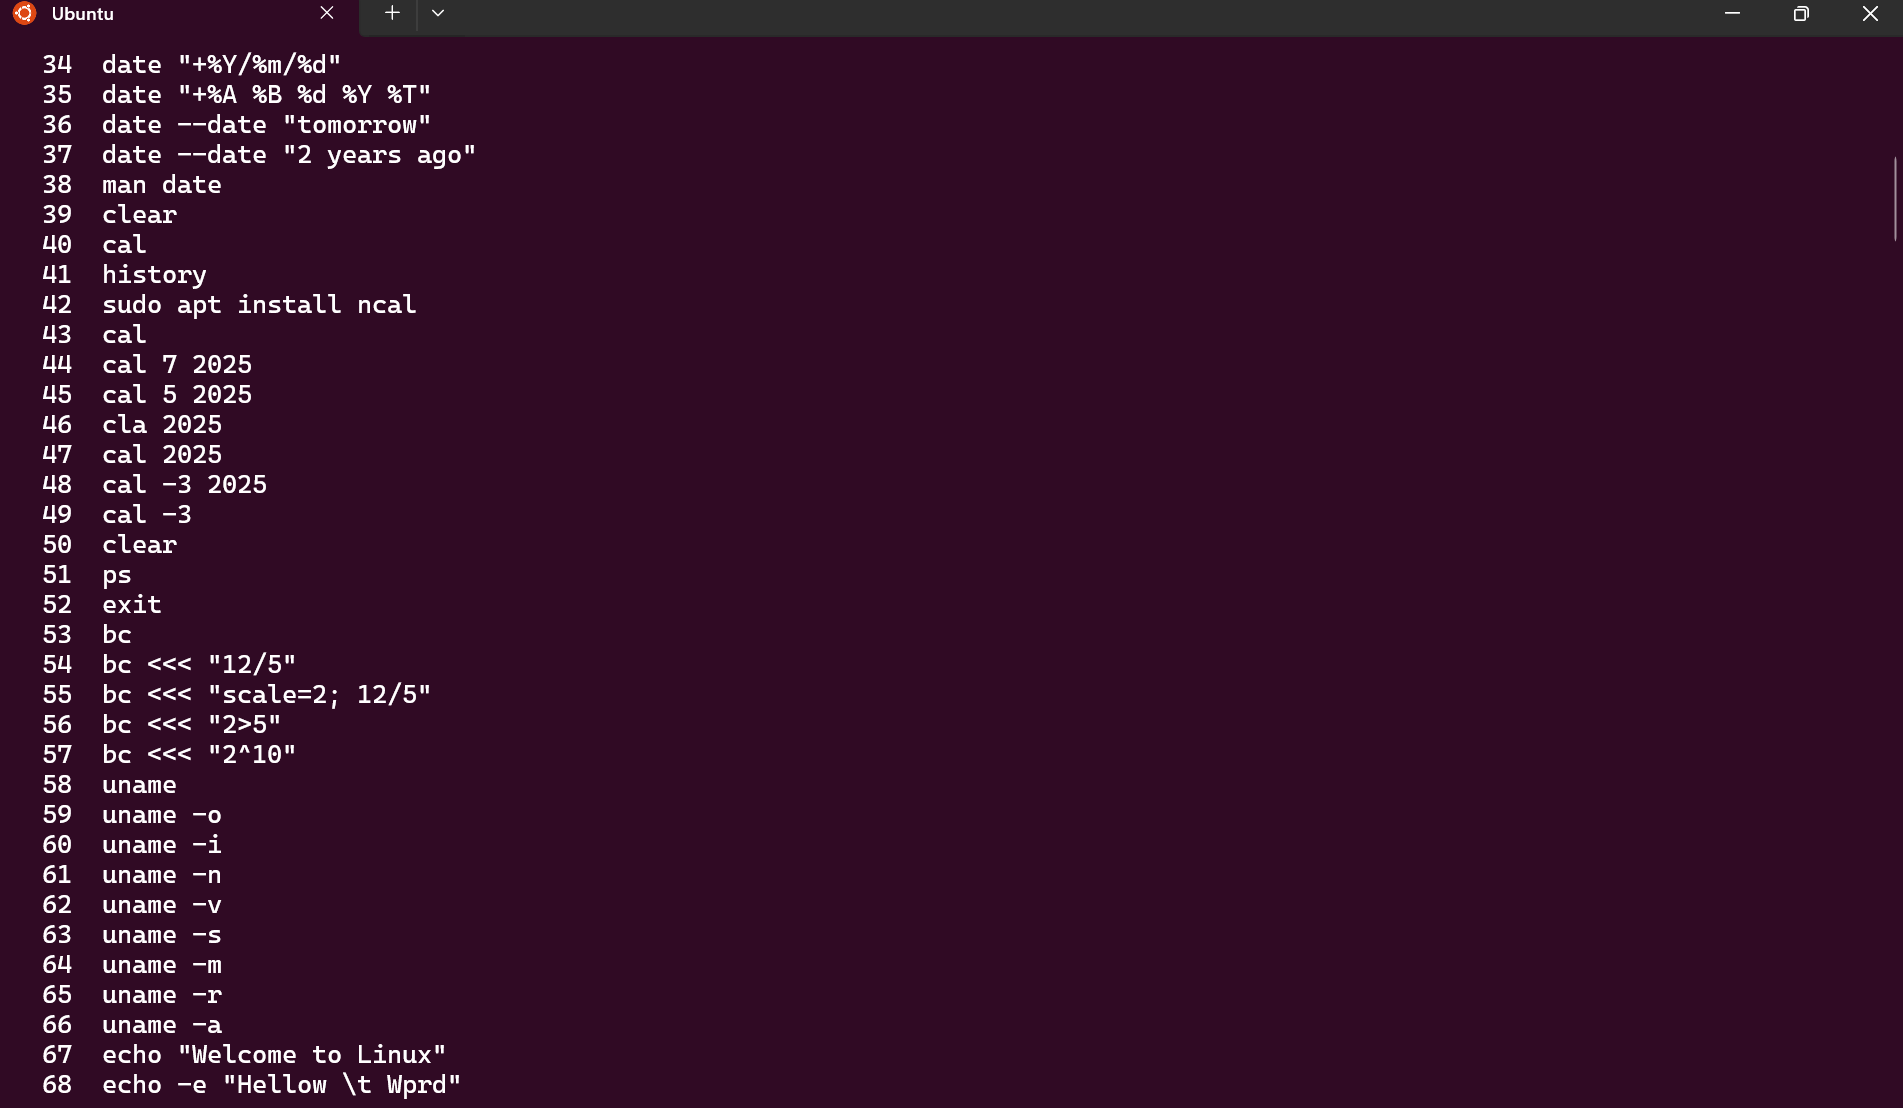 Ubuntu
34 date "+%Y/%m/%d"
35 date "+%A %B %d %Y %T"
36 date --date "tomorrow"
37 date --date "2 years ago"
38 man date
39 clear
40 cal
41 history
42 sudo apt install ncal
43 cal
44 cal 7 2025
45 cal 5 2025
46 cla 2025
47 cal 2025
48 cal -3 2025
49 cal -3
50 clear
51 ps
52 exit
53 bc
54 bc <<< "12/5"
55 bc <<< "scale=2; 12/5"
56 bc <<< "2>5"
57 bc <<< "2^10"
58 uname
59 uname -o
60 uname -i
61 uname -n
62 uname -v
63 uname -s
64 uname -m
65 uname -r
66 uname -a
67 echo "Welcome to Linux"
68 echo -e "Hellow \t Wprd"